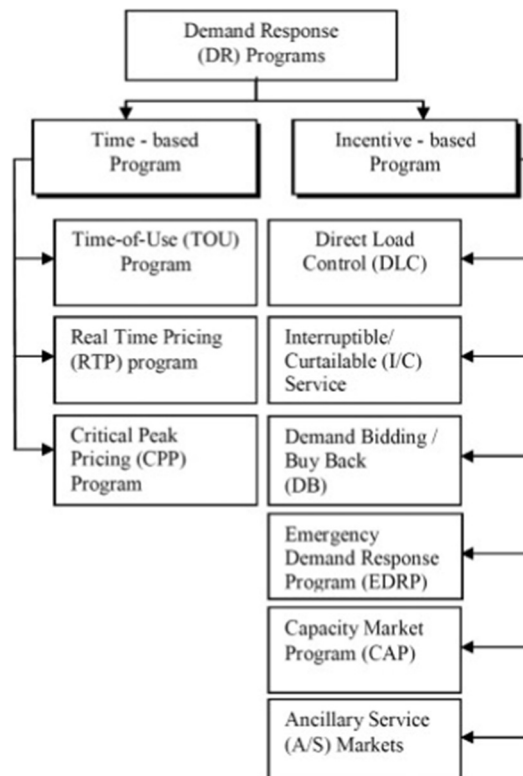 Demand Response
(DR) Programs
Time - based
Program
Incentive - based
Program
Time-of-Use (TOU)
Program
Direct Load
Control (DLC)
Real Time Pricing
(RTP) program
Interruptible/
Curtailable (I/C)
Service
Critical Peak
Pricing (CPP)
Program
Demand Bidding /
Buy Back
(DB)
Emergency
Demand Response
Program (EDRP)
Capacity Market
Program (CAP)
Ancillary Service
(A/S) Markets